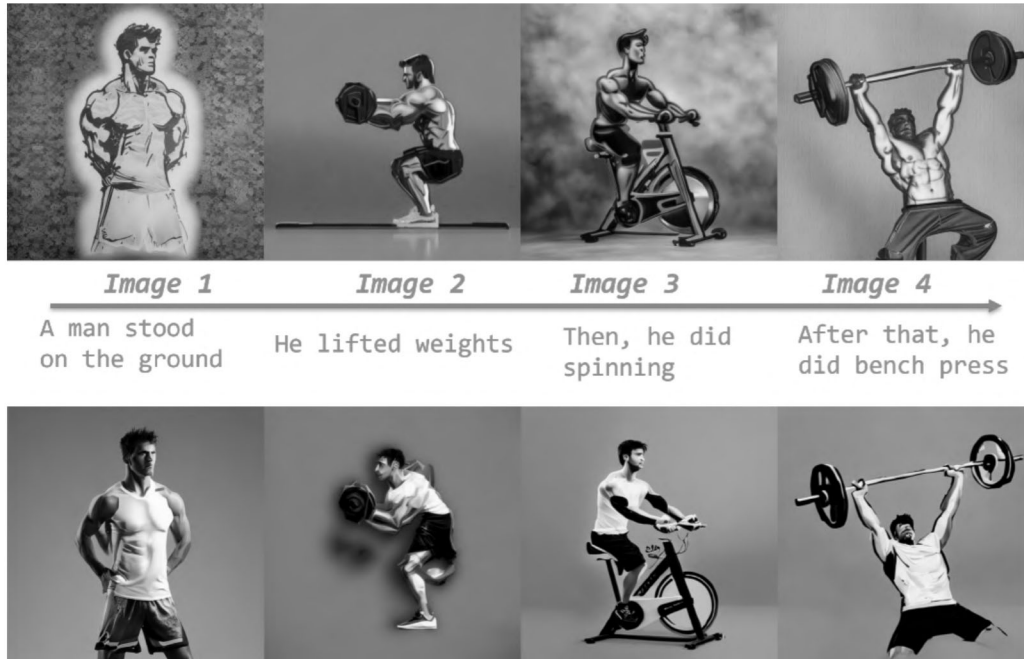 Image 1
Image 2
Image 3
Image 4
A man stood
on the ground
He lifted weights
Then, he did
spinning
After that, he
did bench press